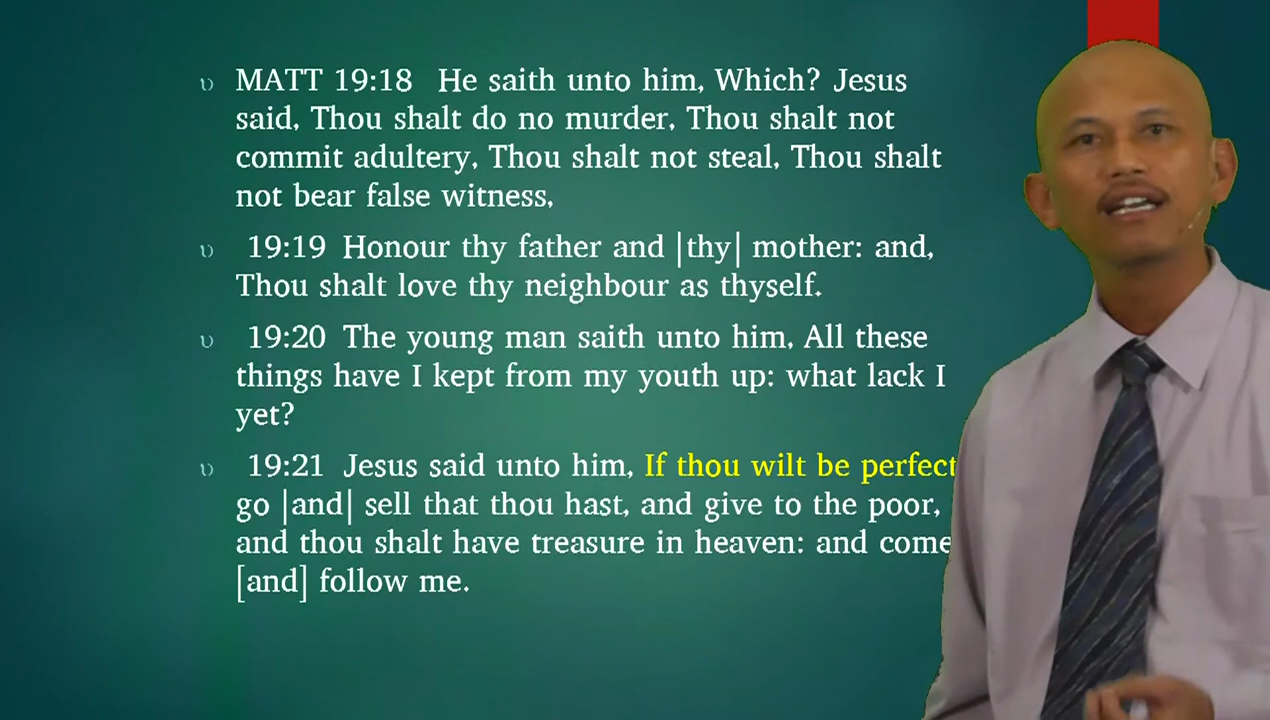 υ MATT 19:18 He saith unto him, Which? Jesus
said, Thou shalt do no murder, Thou shalt not
commit adultery, Thou shalt not steal, Thou shalt
not bear false witness,
υ 19:19 Honour thy father and |thy| mother: and,
Thou shalt love thy neighbour as thyself.
υ 19:20 The young man saith unto him, All these
things have I kept from my youth up: what lack I
yet?
υ 19:21 Jesus said unto him, If thou wilt be perfect
go |and| sell that thou hast, and give to the poor,
and thou shalt have treasure in heaven: and come
[and] follow me.